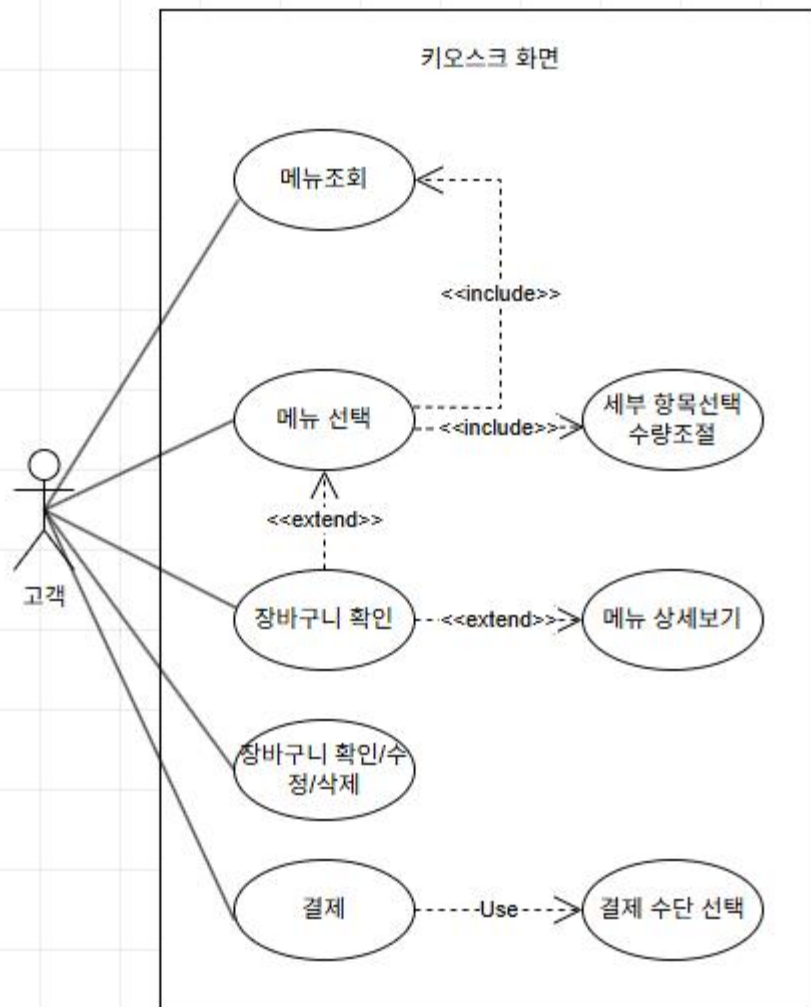 키오스크 화면
메뉴조회
<<include>>
메뉴 선택
<<include>>
세부 항목선택
수량조절
<<extend>>
고객
장바구니 확인
<<extend>>
메뉴 상세보기
장바구니 확인/수
정/삭제
결제
Use
결제 수단 선택